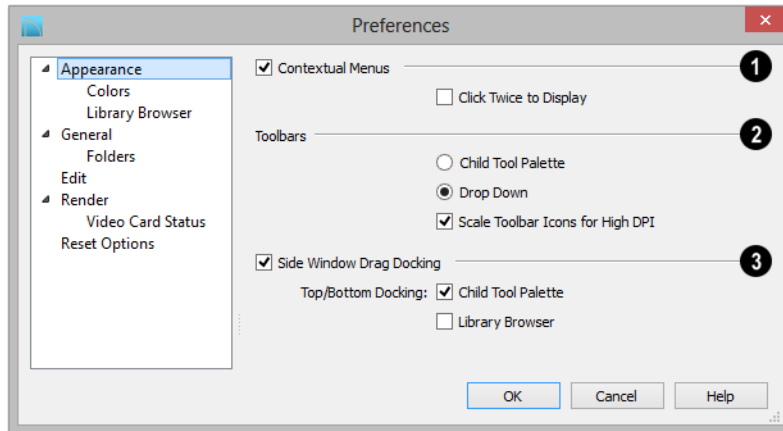 Preferences
Appearance
Colors
Library Browser
General
Folders
Edit
Render
Video Card Status
Reset Options
Contextual Menus 1
Click Twice to Display
Toolbars 2
Child Tool Palette
Drop Down
Scale Toolbar Icons for High DPI
Side Window Drag Docking 3
Top/Bottom Docking: Child Tool Palette
Library Browser
OK Cancel Help